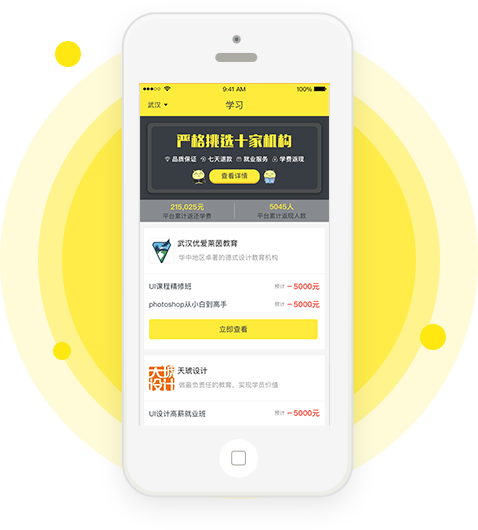 9:41 AM 100%
武汉 学习
严格挑选十家机构
品质保证 七天退款 就业服务 学费返现
查看详情
215,025元 5045人
平台累计返还学费 平台累计返现人数
武汉优爱莱茵教育
华中地区卓著的德式设计教育机构
UI课程精修班 预计 －5000元
photoshop从小白到高手 预计 －5000元
立即查看
天琥设计
天琥设计
做最负责任的教育，实现学员价值
UI设计高薪就业班 预计 －5000元